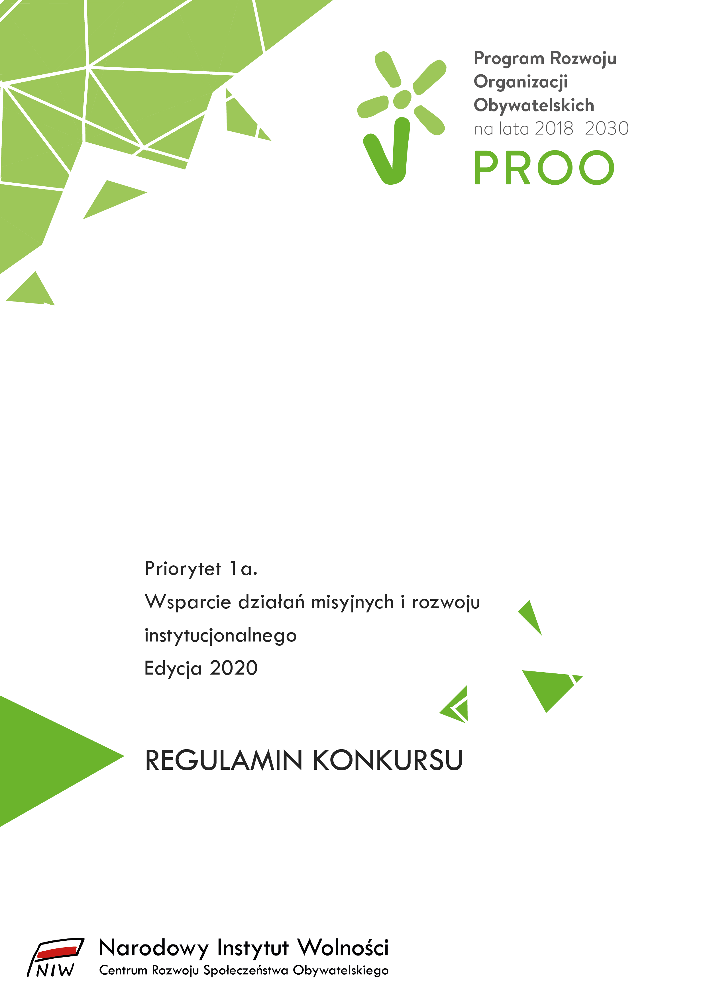 Program Rozwoju
Organizacji
Obywatelskich
na lata 2018–2030
PROO
Priorytet 1a.
Wsparcie działań misyjnych i rozwoju
instytucjonalnego
Edycja 2020
REGULAMIN KONKURSU
NIW
Narodowy Instytut Wolności
Centrum Rozwoju Społeczeństwa Obywatelskiego